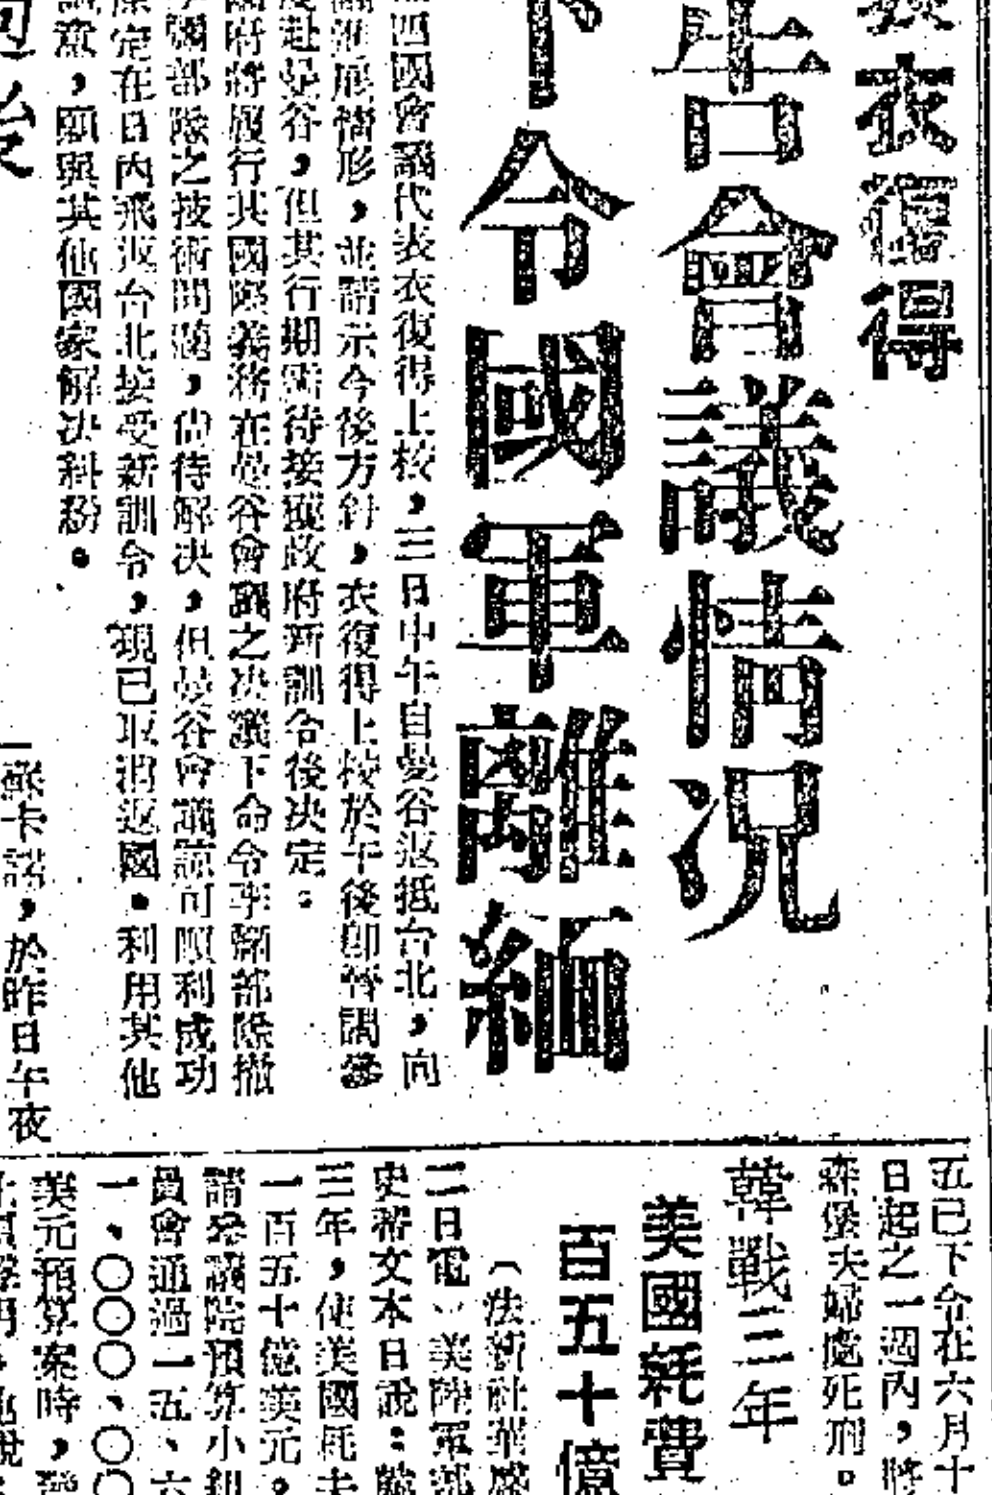 衣復得
告會議情況
下令國軍離緬
四國會議代表衣復得上校，三日中午自曼谷返抵台北，向
進展情形，並請示今後方針，衣復得上校於午後即晉謁參
赴曼谷，但其行期將待接獲政府新訓令後決定。
府將履行其國際義務在曼谷會議之決議下命令李彌部隊撤
彌部隊之技術問題，尚待解決，但曼谷會議諒可順利成功
定在日內飛返台北接受新訓令，現已取消返國。利用其他
意，願與其他國家解決糾紛。
蘇卡諾，於昨日午夜
五已下令在六月十
日起之一週內，將
森堡夫婦處死刑。
韓戰三年
美國耗費
百五十億
（法新社華盛
二日電）美陸軍部
史蒂文本日說：韓
三年，使美國耗去
一百五十億美元。
請參議院預算小組
員會通過一五、六
一、〇〇〇、〇〇
美元預算案時，